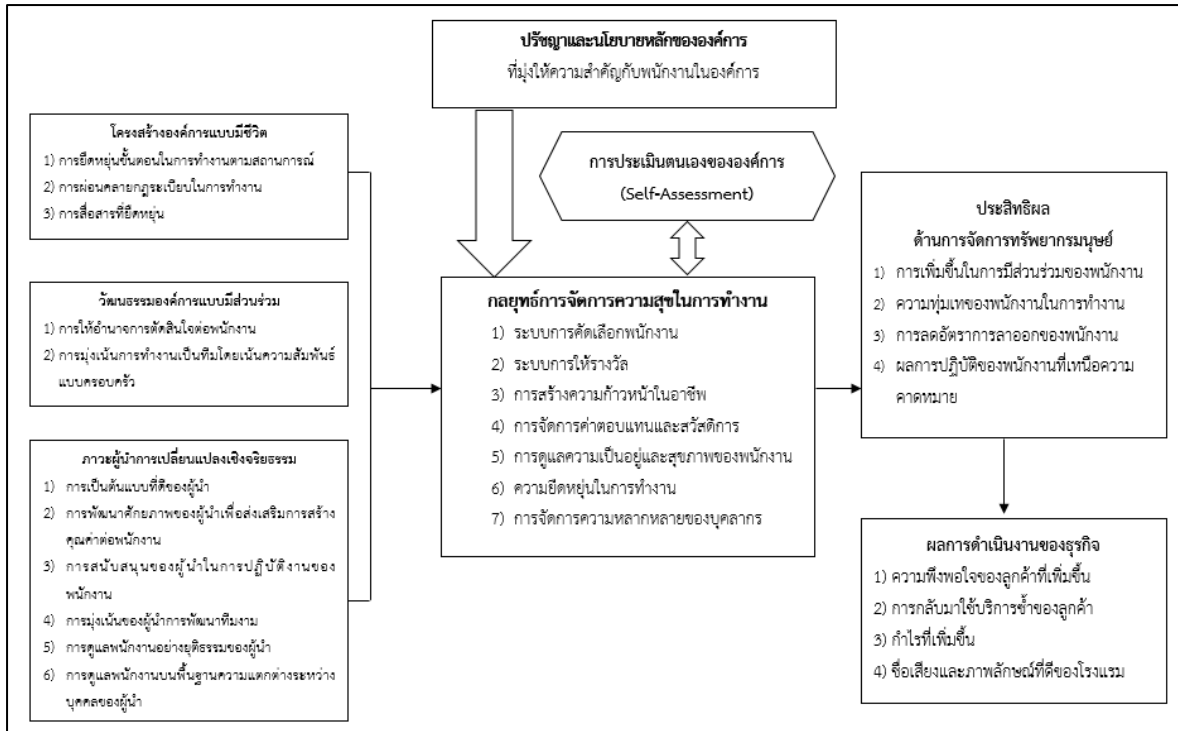 ปรัชญาและนโยบายหลักขององค์การ
ที่มุ่งให้ความสำคัญกับพนักงานในองค์การ
โครงสร้างองค์การแบบมีชีวิต
1) การยืดหยุ่นขั้นตอนในการทำงานตามสถานการณ์
2) การผ่อนคลายกฎระเบียบในการทำงาน
3) การสื่อสารที่ยืดหยุ่น
การประเมินตนเองขององค์การ
(Self-Assessment)
วัฒนธรรมองค์การแบบมีส่วนร่วม
1) การให้อำนาจการตัดสินใจต่อพนักงาน
2) การมุ่งเน้นการทำงานเป็นทีมโดยเน้นความสัมพันธ์
แบบครอบครัว
ภาวะผู้นำการเปลี่ยนแปลงเชิงจริยธรรม
1) การเป็นต้นแบบที่ดีของผู้นำ
2) การพัฒนาศักยภาพของผู้นำเพื่อส่งเสริมการสร้าง
คุณค่าต่อพนักงาน
3) การสนับสนุนของผู้นำในการปฏิบัติงานของ
พนักงาน
4) การมุ่งเน้นของผู้นำการพัฒนาทีมงาม
5) การดูแลพนักงานอย่างยุติธรรมของผู้นำ
6) การดูแลพนักงานบนพื้นฐานความแตกต่างระหว่าง
บุคคลของผู้นำ
กลยุทธ์การจัดการความสุขในการทำงาน
1) ระบบการคัดเลือกพนักงาน
2) ระบบการให้รางวัล
3) การสร้างความก้าวหน้าในอาชีพ
4) การจัดการค่าตอบแทนและสวัสดิการ
5) การดูแลความเป็นอยู่และสุขภาพของพนักงาน
6) ความยืดหยุ่นในการทำงาน
7) การจัดการความหลากหลายของบุคลากร
ประสิทธิผล
ด้านการจัดการทรัพยากรมนุษย์
1) การเพิ่มขึ้นในการมีส่วนร่วมของพนักงาน
2) ความทุ่มเทของพนักงานในการทำงาน
3) การลดอัตราการลาออกของพนักงาน
4) ผลการปฏิบัติของพนักงานที่เหนือความ
คาดหมาย
ผลการดำเนินงานของธุรกิจ
1) ความพึงพอใจของลูกค้าที่เพิ่มขึ้น
2) การกลับมาใช้บริการซ้ำของลูกค้า
3) กำไรที่เพิ่มขึ้น
4) ชื่อเสียงและภาพลักษณ์ที่ดีของโรงแรม